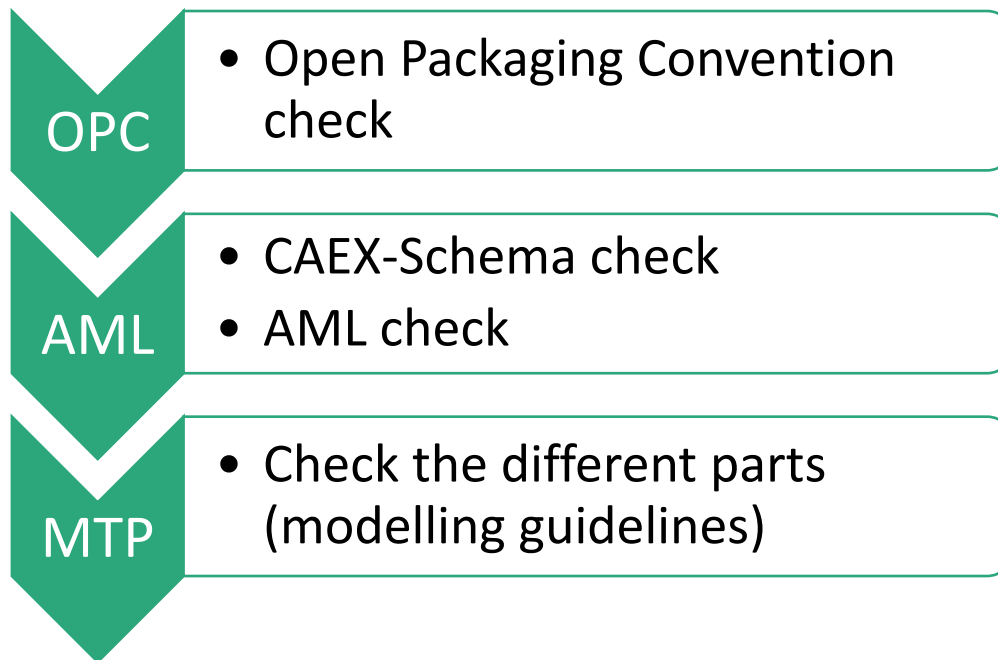 OPC
• Open Packaging Convention
check
AML
• CAEX-Schema check
• AML check
MTP
• Check the different parts
(modelling guidelines)